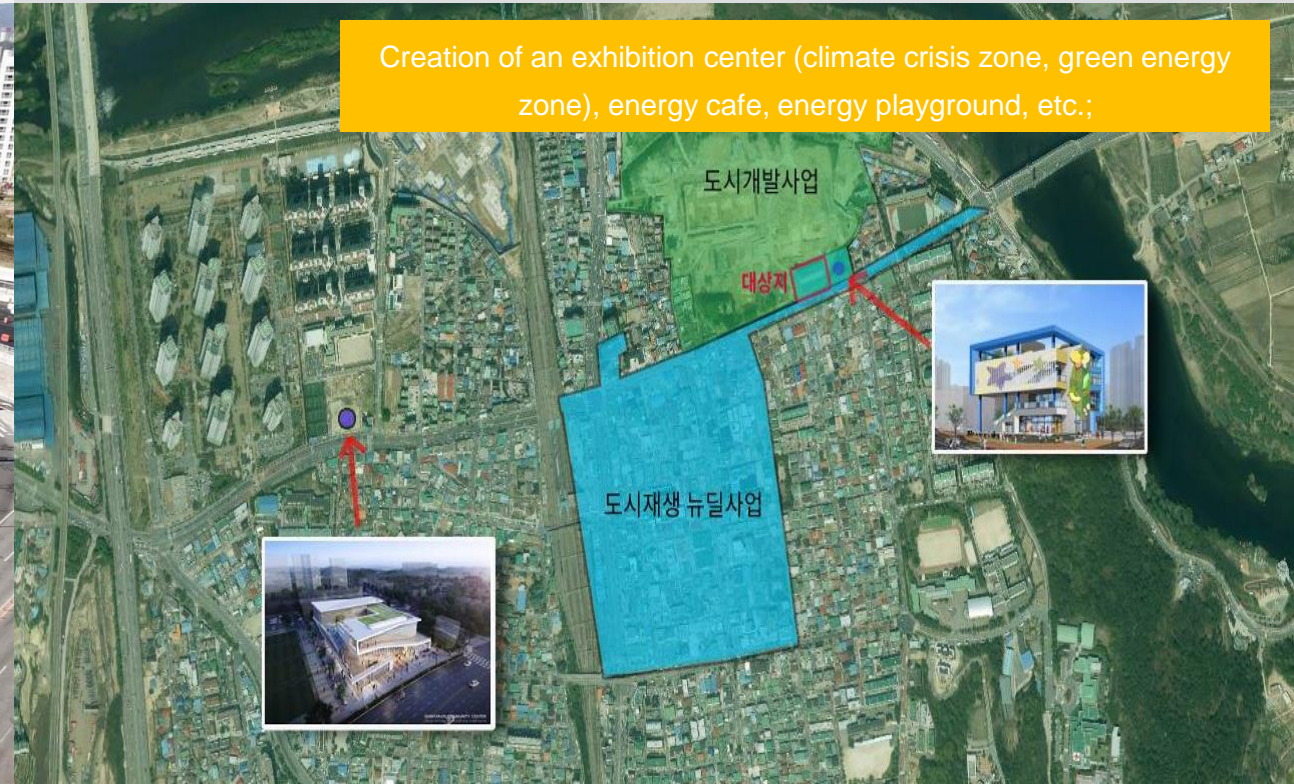 Creation of an exhibition center (climate crisis zone, green energy
zone), energy cafe, energy playground, etc.;
도시개발사업
대상지
도시재생 뉴딜사업